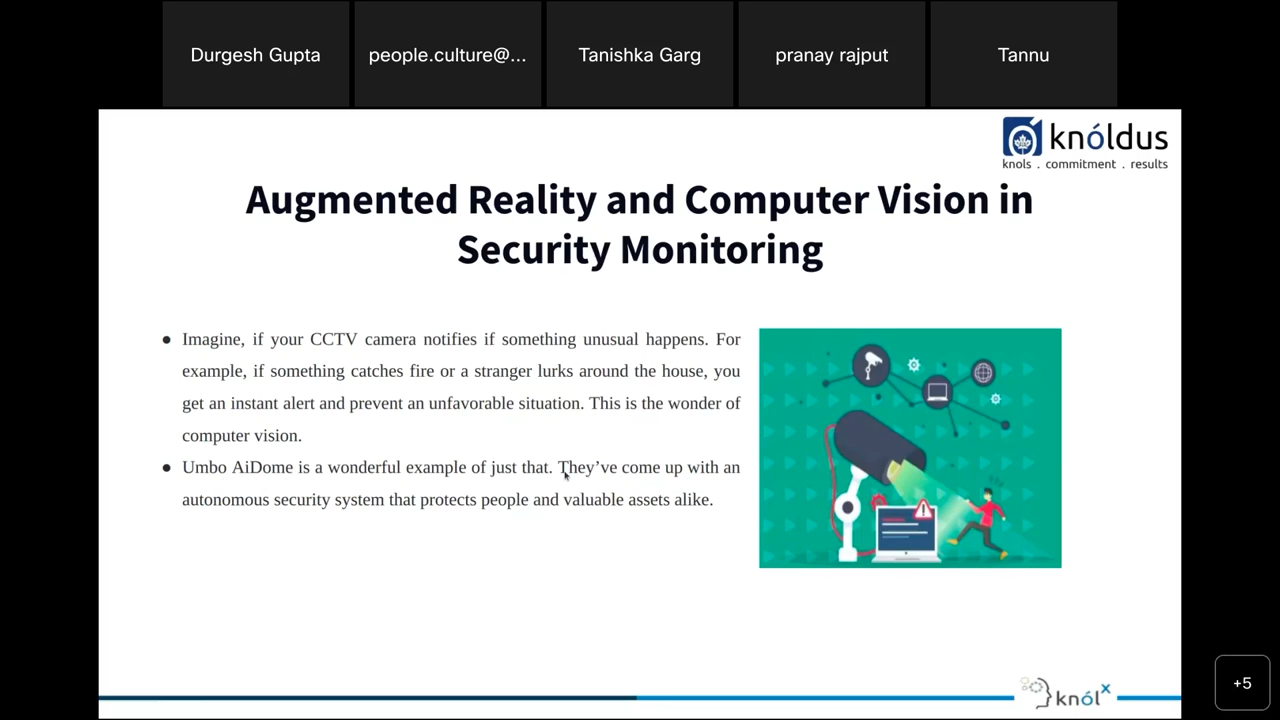 Durgesh Gupta
people.culture@...
Tanishka Garg
pranay rajput
Tannu
knóldus
knols . commitment . results
Augmented Reality and Computer Vision in
Security Monitoring
● Imagine, if your CCTV camera notifies if something unusual happens. For
example, if something catches fire or a stranger lurks around the house, you
get an instant alert and prevent an unfavorable situation. This is the wonder of
computer vision.
● Umbo AiDome is a wonderful example of just that. They’ve come up with an
autonomous security system that protects people and valuable assets alike.
knólx
+5